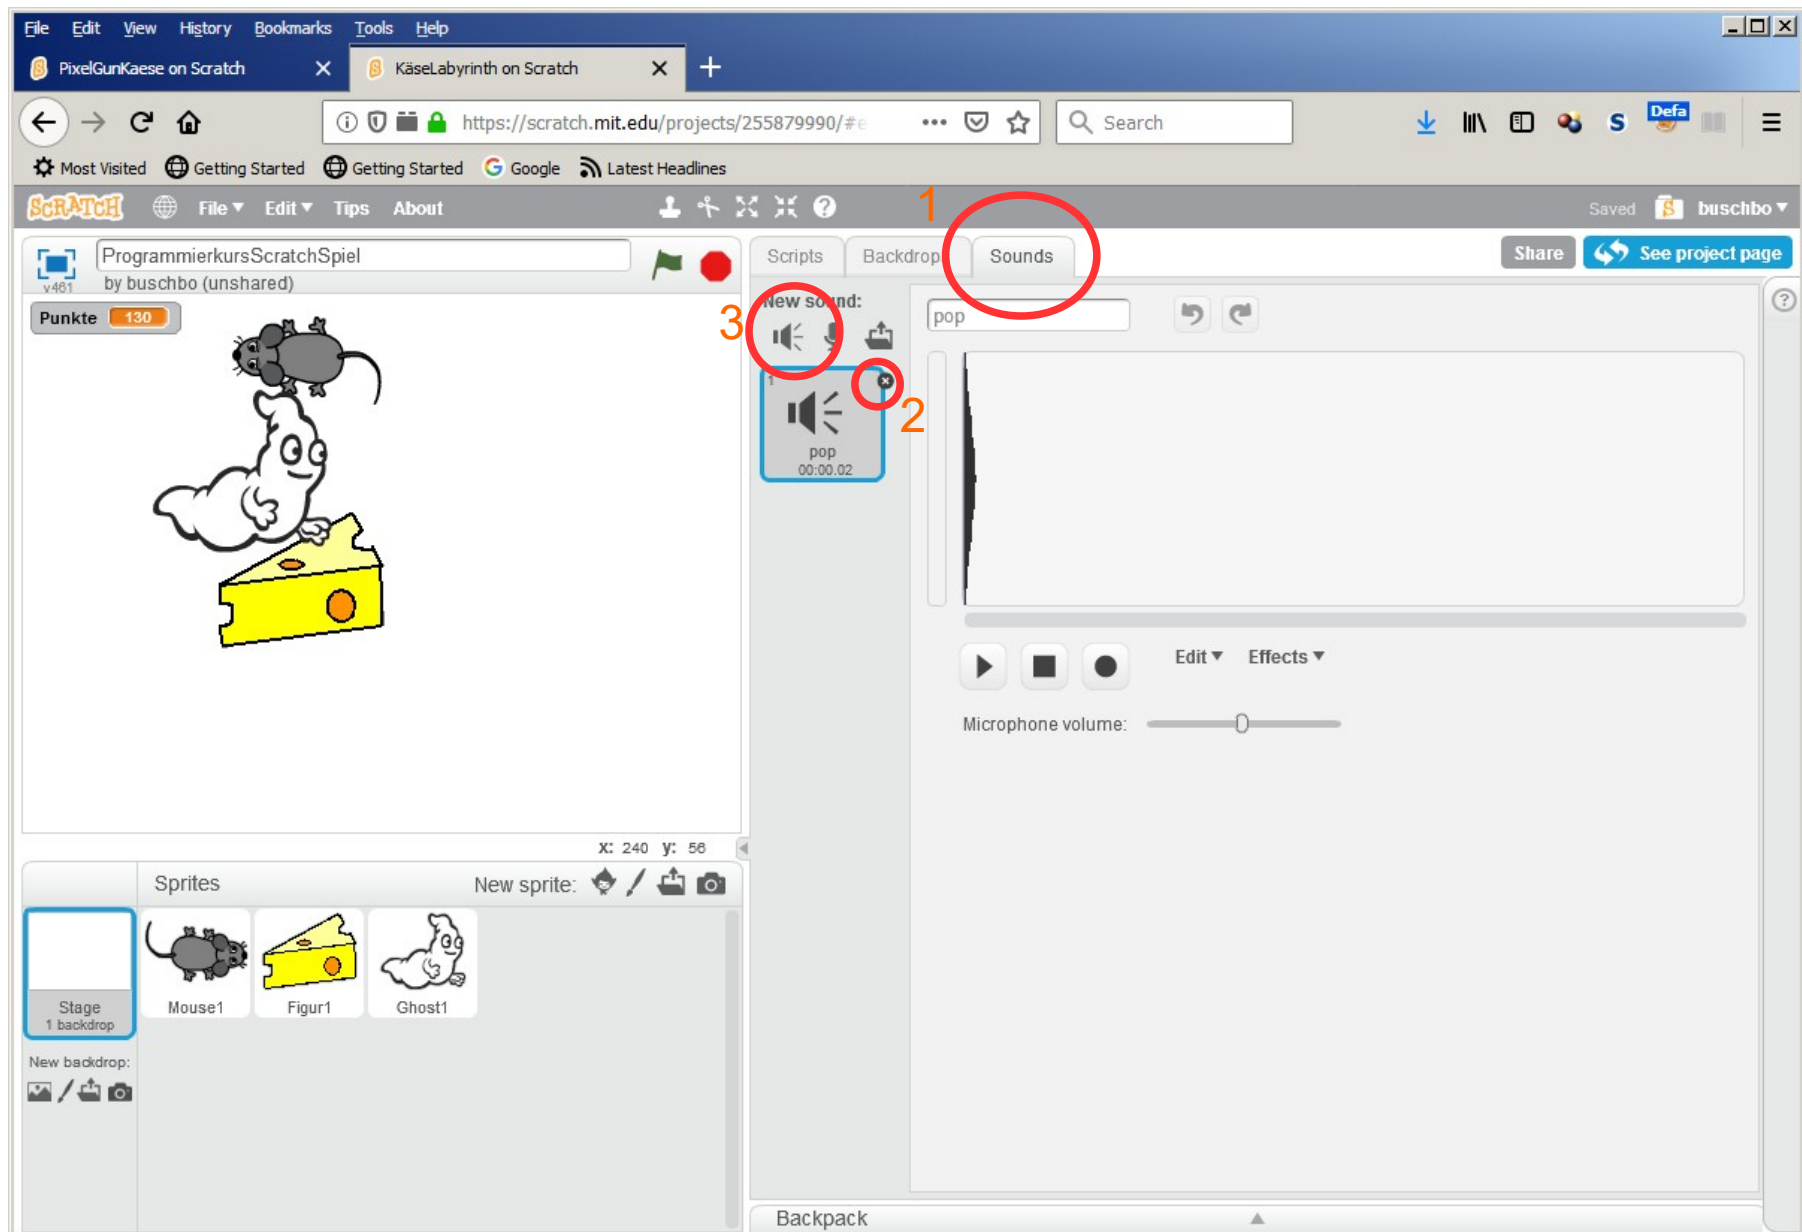 File Edit View History Bookmarks Tools Help
PixelGunKaese on Scratch
KäseLabyrinth on Scratch
https://scratch.mit.edu/projects/255879990/#e
Search
Defa
Most Visited Getting Started Getting Started Google Latest Headlines
SCRATCH File Edit Tips About
Saved buschbo
1
ProgrammierkursScratchSpiel
by buschbo (unshared)
v461
Scripts Backdrops Sounds
Share See project page
Punkte 130
New sound:
3
pop
1
2
pop
00:00.02
Edit Effects
Microphone volume:
x: 240 y: 56
Sprites New sprite:
Stage
1 backdrop
Mouse1
Figur1
Ghost1
New backdrop:
Backpack